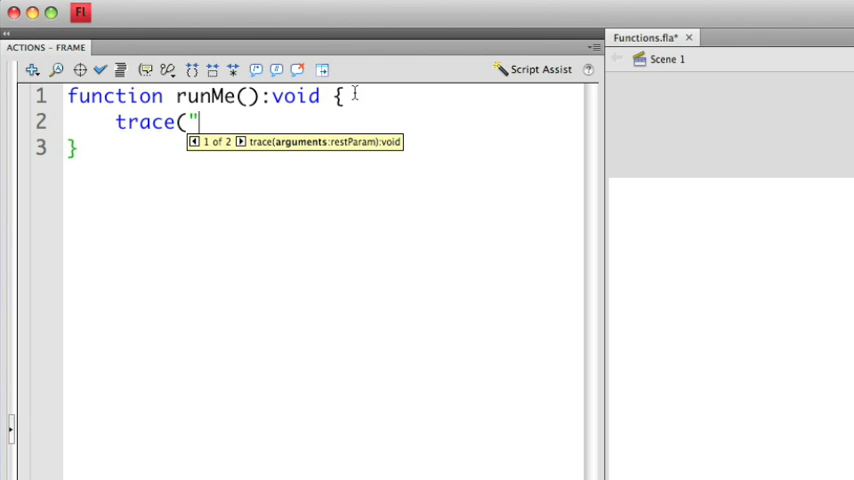 Fl
ACTIONS - FRAME
Functions.fla*
Script Assist
Scene 1
1 function runMe():void {
2 trace("
1 of 2 trace(arguments:restParam):void
3 }